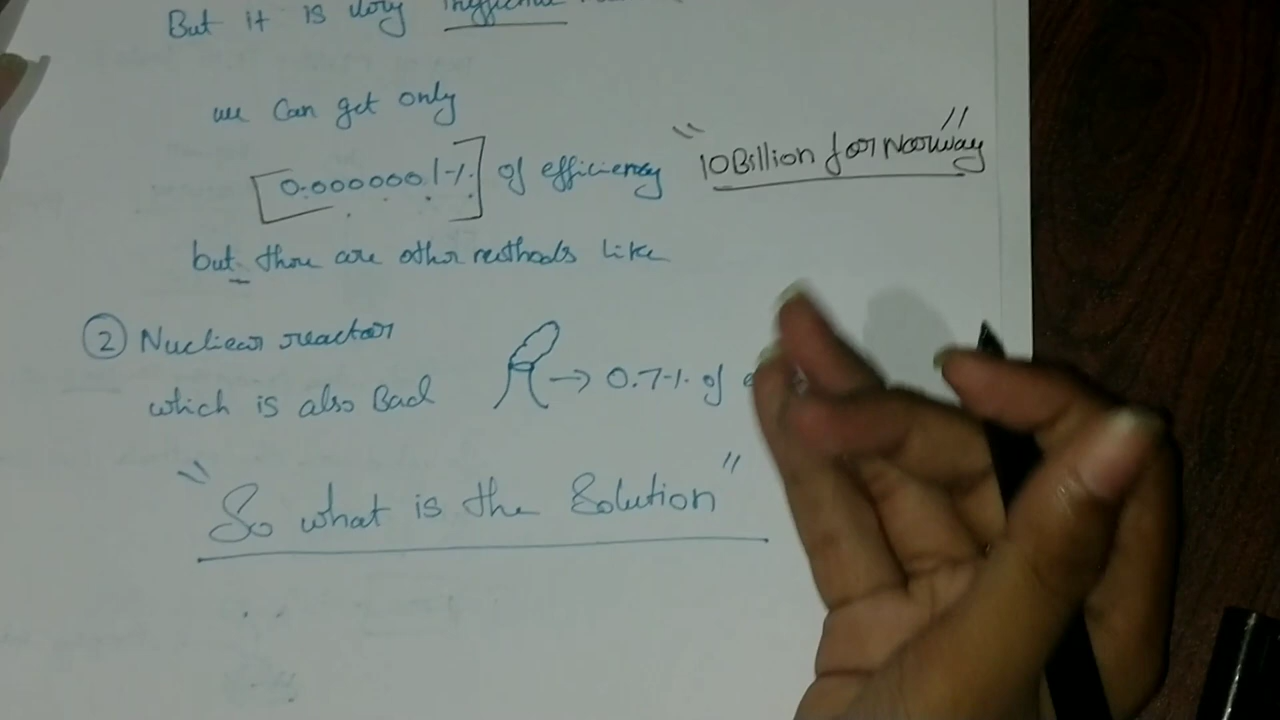 But it is very
we can get only
0.0000001% of efficiency "10Billion for Noorway"
but there are other methods like
② Nuclear reactor
which is also Bad → 0.7% of
"So what is the Solution"